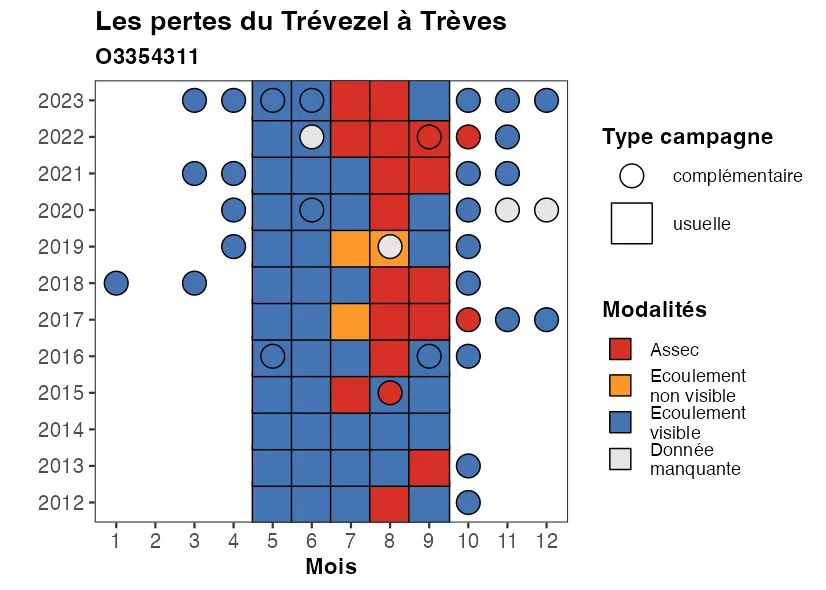 Les pertes du Trévezel à Trèves
O3354311
2023
2022
2021
2020
2019
2018
2017
2016
2015
2014
2013
2012
1 2 3 4 5 6 7 8 9 10 11 12
Mois
Type campagne
complémentaire
usuelle
Modalités
Assec
Ecoulement
non visible
Ecoulement
visible
Donnée
manquante